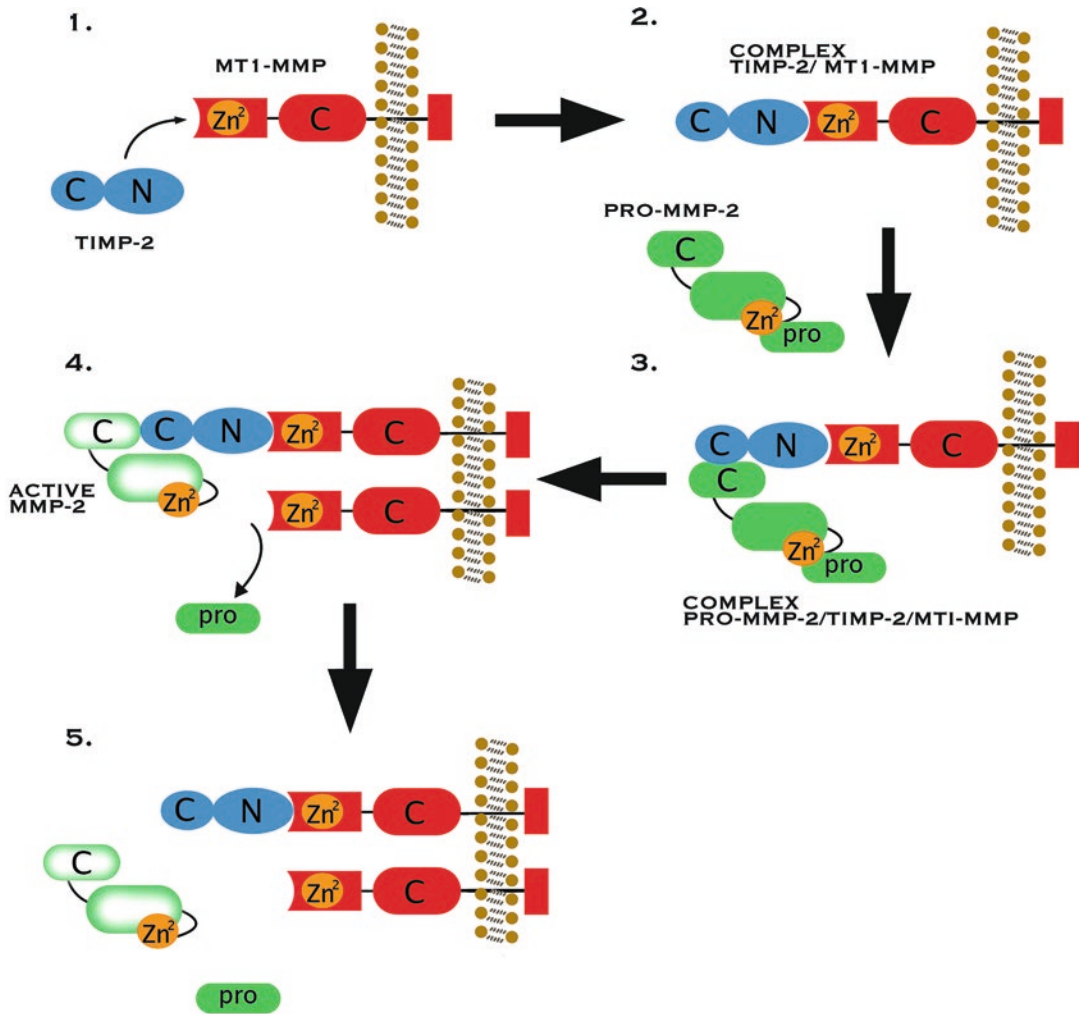 1.
MT1-MMP
Zn2
C
C N
TIMP-2
2.
COMPLEX
TIMP-2/ MT1-MMP
C N Zn2 C
PRO-MMP-2
C
Zn2
pro
3.
C N Zn2 C
C
Zn2
pro
COMPLEX
PRO-MMP-2/TIMP-2/MTI-MMP
4.
C C N Zn2 C
ACTIVE
MMP-2
Zn2
Zn2 C
pro
5.
C N Zn2 C
C
Zn2
Zn2 C
pro